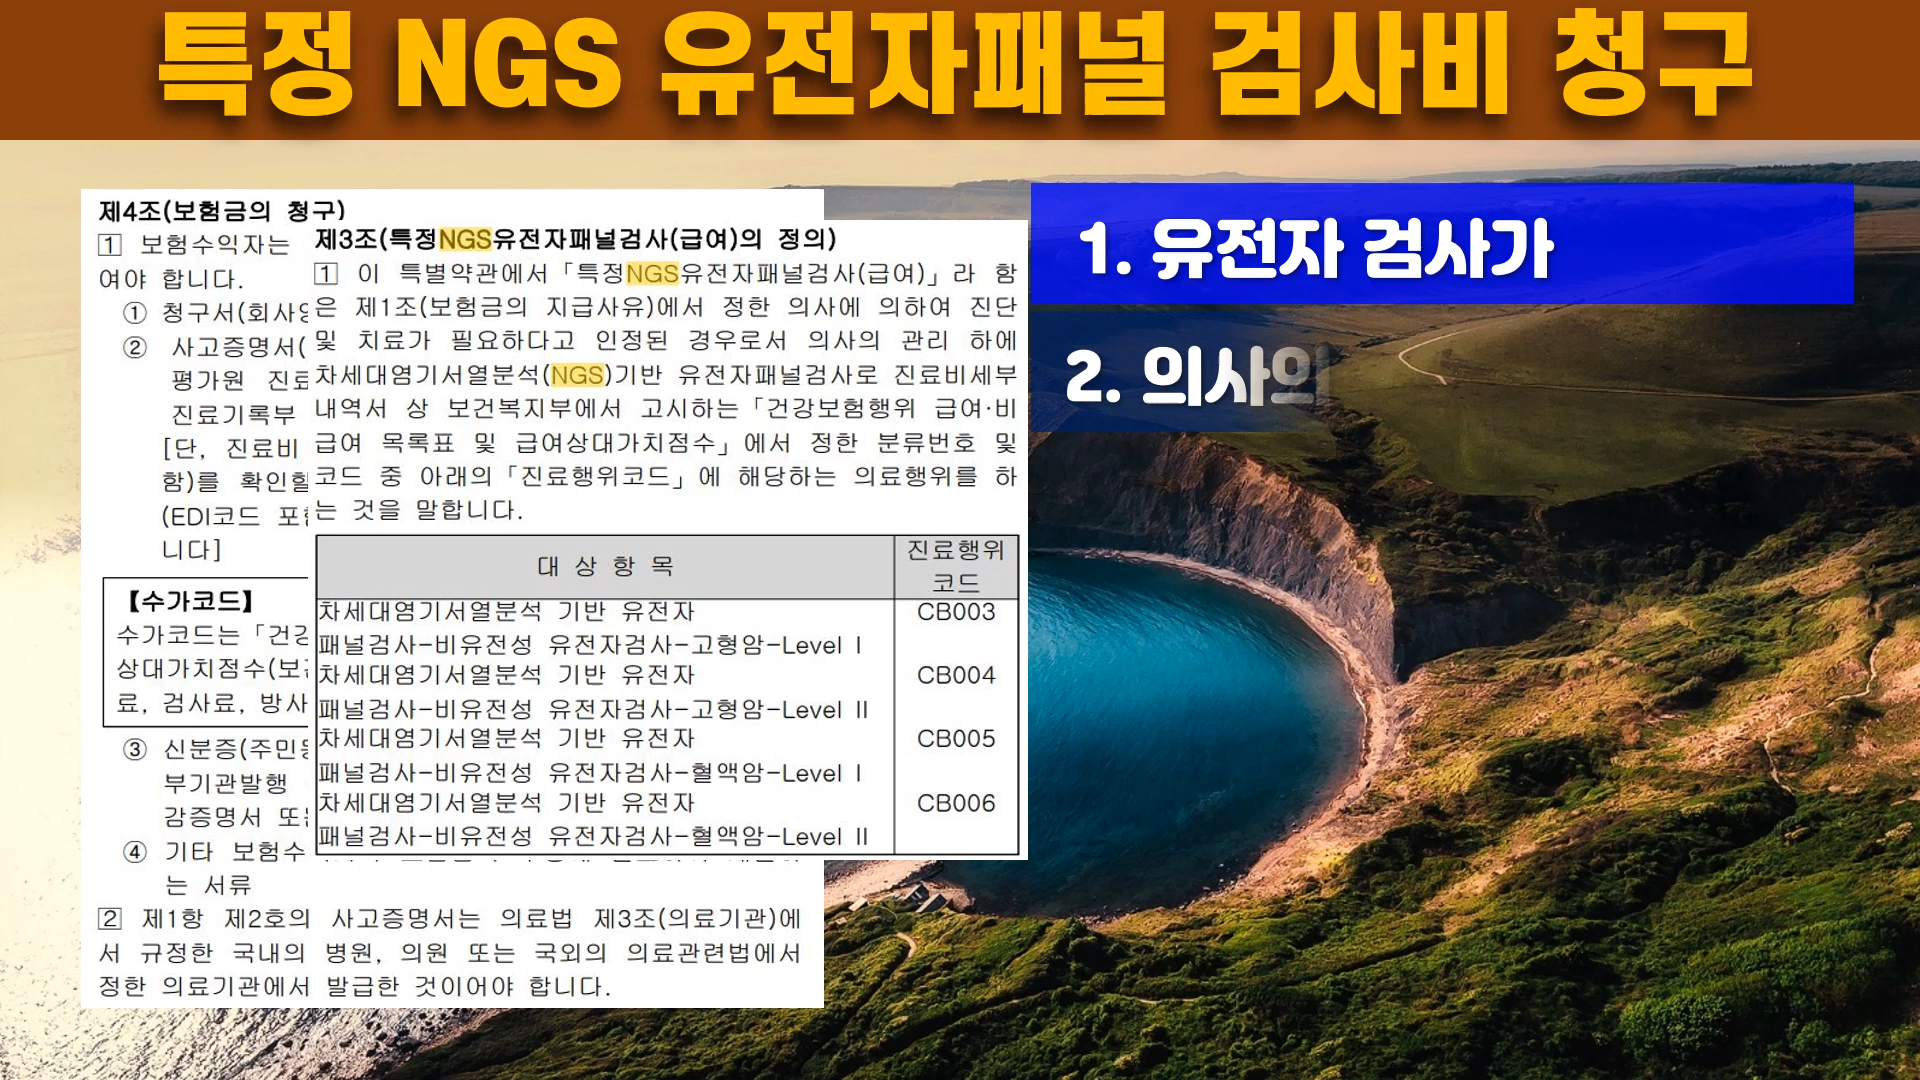 특정 NGS 유전자패널 검사비 청구
제4조(보험금의 청구)
1 보험수익자는
여야 합니다.
① 청구서(회사양
② 사고증명서(
평가원 진료
진료기록부
[단, 진료비
함)를 확인할
(EDI코드 포함
니다]
【수가코드】
수가코드는「건강
상대가치점수(보건
료, 검사료, 방사
③ 신분증(주민등
부기관발행
감증명서 또는
④ 기타 보험수
는 서류
2 제1항 제2호의 사고증명서는 의료법 제3조(의료기관)에
서 규정한 국내의 병원, 의원 또는 국외의 의료관련법에서
정한 의료기관에서 발급한 것이어야 합니다.
제3조(특정NGS유전자패널검사(급여)의 정의)
1 이 특별약관에서「특정NGS유전자패널검사(급여)」라 함
은 제1조(보험금의 지급사유)에서 정한 의사에 의하여 진단
및 치료가 필요하다고 인정된 경우로서 의사의 관리 하에
차세대염기서열분석(NGS)기반 유전자패널검사로 진료비세부
내역서 상 보건복지부에서 고시하는「건강보험행위 급여·비
급여 목록표 및 급여상대가치점수」에서 정한 분류번호 및
코드 중 아래의「진료행위코드」에 해당하는 의료행위를 하
는 것을 말합니다.
대 상 항 목
진료행위
코드
차세대염기서열분석 기반 유전자 CB003
패널검사-비유전성 유전자검사-고형암-Level Ⅰ
차세대염기서열분석 기반 유전자 CB004
패널검사-비유전성 유전자검사-고형암-Level Ⅱ
차세대염기서열분석 기반 유전자 CB005
패널검사-비유전성 유전자검사-혈액암-Level Ⅰ
차세대염기서열분석 기반 유전자 CB006
패널검사-비유전성 유전자검사-혈액암-Level Ⅱ
1. 유전자 검사가
2. 의사의